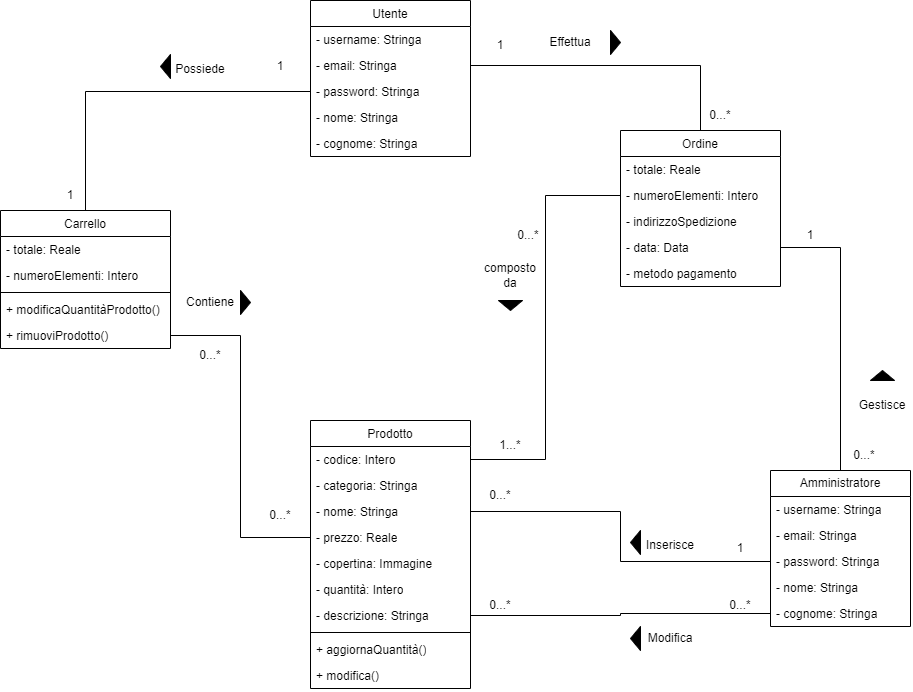 Utente
- username: Stringa
- email: Stringa
- password: Stringa
- nome: Stringa
- cognome: Stringa
1
Effettua
0...*
Possiede
1
1
Ordine
- totale: Reale
- numeroElementi: Intero
- indirizzoSpedizione
- data: Data
- metodo pagamento
Carrello
- totale: Reale
- numeroElementi: Intero
+ modificaQuantitàProdotto()
+ rimuoviProdotto()
Contiene
0...*
0...*
0...*
composto
da
1...*
1
Gestisce
0...*
Prodotto
- codice: Intero
- categoria: Stringa
- nome: Stringa
- prezzo: Reale
- copertina: Immagine
- quantità: Intero
- descrizione: Stringa
+ aggiornaQuantità()
+ modifica()
0...*
Inserisce
1
0...*
0...*
Modifica
Amministratore
- username: Stringa
- email: Stringa
- password: Stringa
- nome: Stringa
- cognome: Stringa